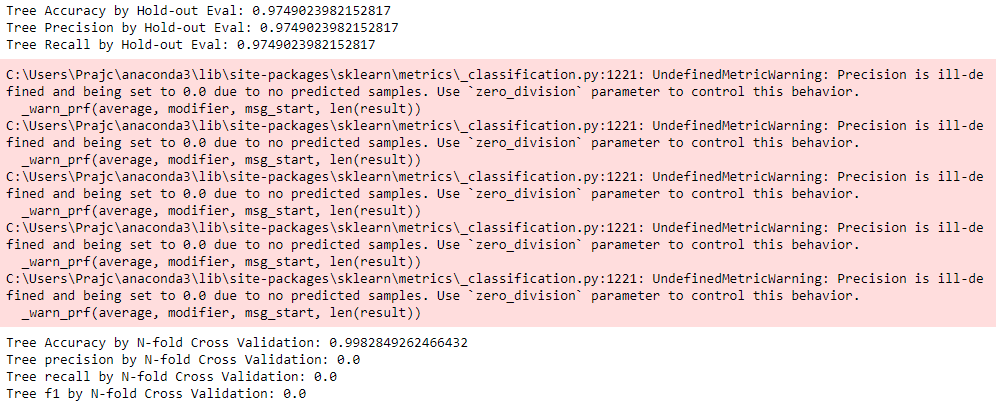 Tree Accuracy by Hold-out Eval: 0.9749023982152817
Tree Precision by Hold-out Eval: 0.9749023982152817
Tree Recall by Hold-out Eval: 0.9749023982152817
C:\Users\Prajc\anaconda3\lib\site-packages\sklearn\metrics\_classification.py:1221: UndefinedMetricWarning: Precision is ill-de
fined and being set to 0.0 due to no predicted samples. Use `zero_division` parameter to control this behavior.
  _warn_prf(average, modifier, msg_start, len(result))
C:\Users\Prajc\anaconda3\lib\site-packages\sklearn\metrics\_classification.py:1221: UndefinedMetricWarning: Precision is ill-de
fined and being set to 0.0 due to no predicted samples. Use `zero_division` parameter to control this behavior.
  _warn_prf(average, modifier, msg_start, len(result))
C:\Users\Prajc\anaconda3\lib\site-packages\sklearn\metrics\_classification.py:1221: UndefinedMetricWarning: Precision is ill-de
fined and being set to 0.0 due to no predicted samples. Use `zero_division` parameter to control this behavior.
  _warn_prf(average, modifier, msg_start, len(result))
C:\Users\Prajc\anaconda3\lib\site-packages\sklearn\metrics\_classification.py:1221: UndefinedMetricWarning: Precision is ill-de
fined and being set to 0.0 due to no predicted samples. Use `zero_division` parameter to control this behavior.
  _warn_prf(average, modifier, msg_start, len(result))
C:\Users\Prajc\anaconda3\lib\site-packages\sklearn\metrics\_classification.py:1221: UndefinedMetricWarning: Precision is ill-de
fined and being set to 0.0 due to no predicted samples. Use `zero_division` parameter to control this behavior.
  _warn_prf(average, modifier, msg_start, len(result))
Tree Accuracy by N-fold Cross Validation: 0.9982849262466432
Tree precision by N-fold Cross Validation: 0.0
Tree recall by N-fold Cross Validation: 0.0
Tree f1 by N-fold Cross Validation: 0.0